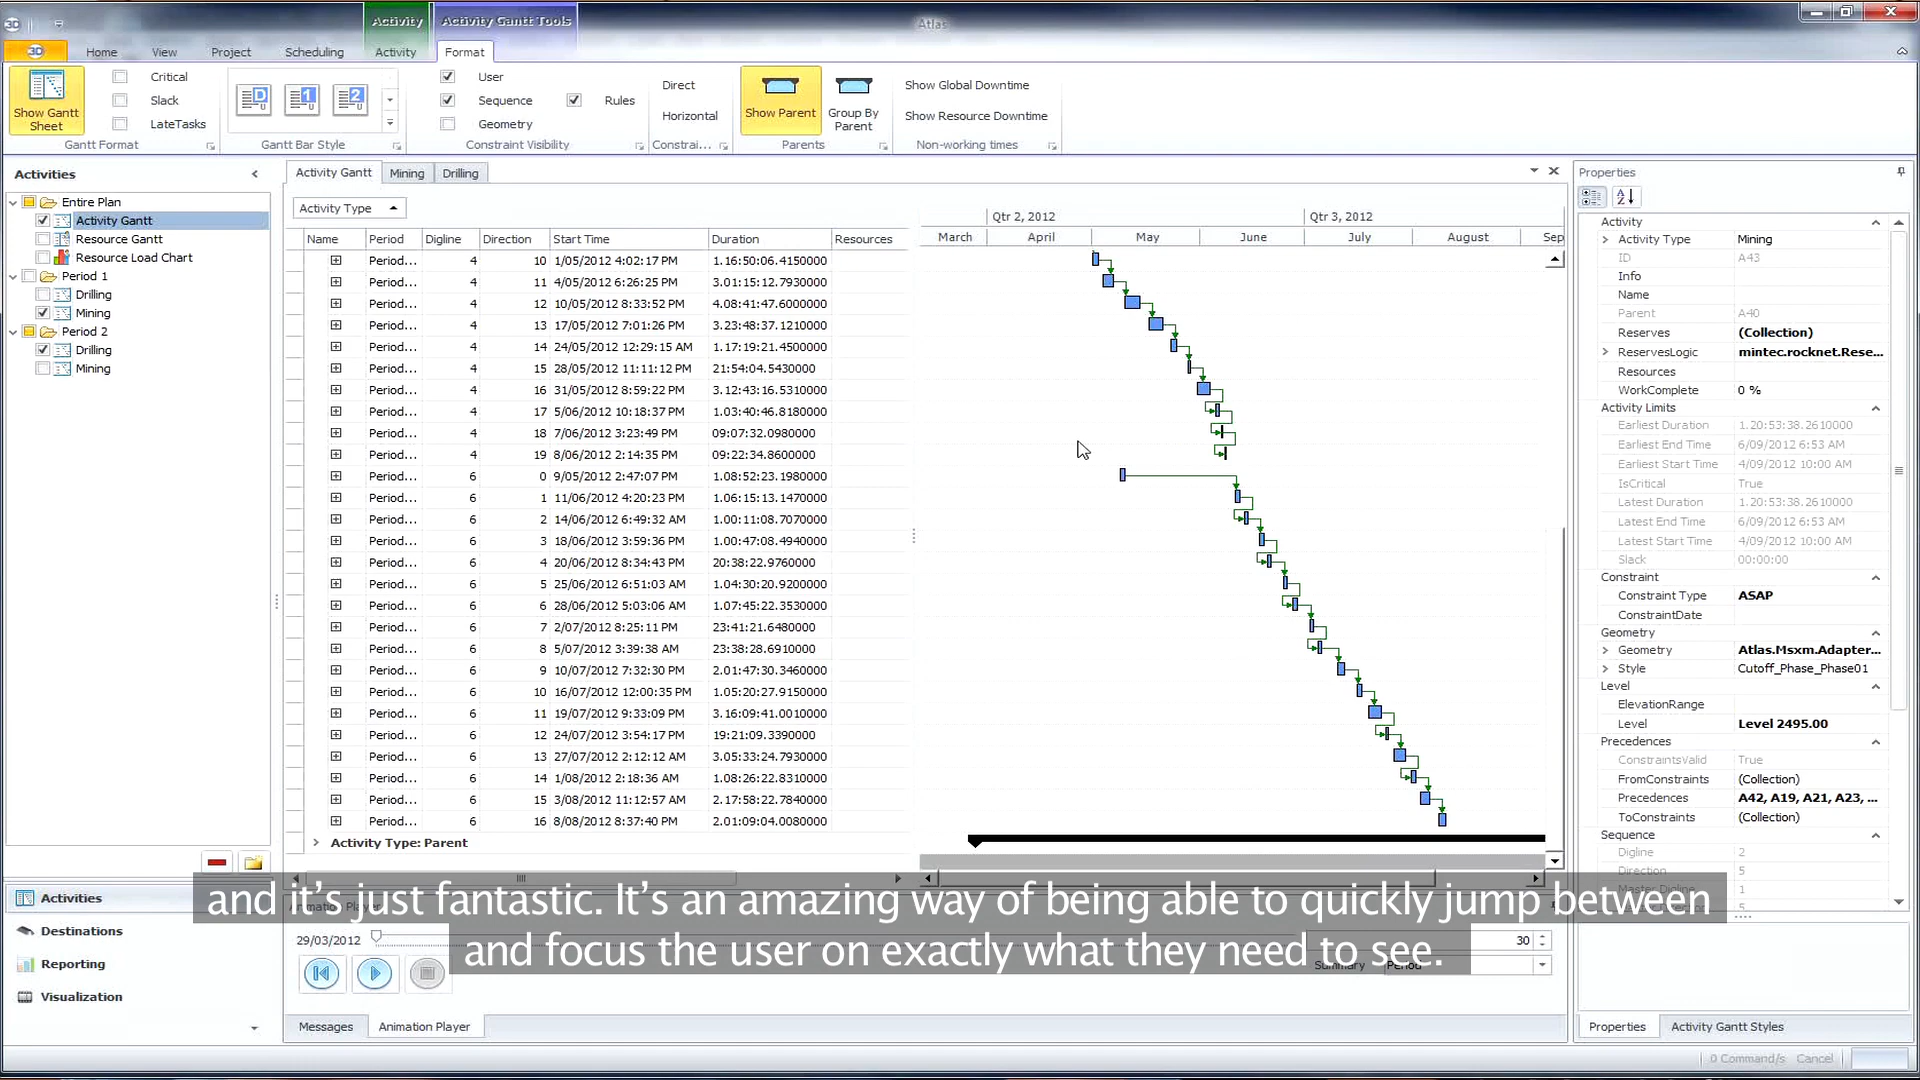 3D
Activity
Activity Gantt Tools
Atlas
3D
Home
View
Project
Scheduling
Activity
Format
Show Gantt
Sheet
Critical
Slack
LateTasks
Gantt Format
D
1
2
Gantt Bar Style
User
Sequence
Rules
Geometry
Constraint Visibility
Direct
Horizontal
Constrai...
Show Parent
Group By
Parent
Parents
Show Global Downtime
Show Resource Downtime
Non-working times
Activities
Entire Plan
Activity Gantt
Resource Gantt
Resource Load Chart
Period 1
Drilling
Mining
Period 2
Drilling
Mining
Activities
Destinations
Reporting
Visualization
Activity Gantt
Mining
Drilling
Activity Type
Name Period Digline Direction Start Time Duration Resources
Period... 4 10 1/05/2012 4:02:17 PM 1.16:50:06.4150000
Period... 4 11 4/05/2012 6:26:25 PM 3.01:15:12.7930000
Period... 4 12 10/05/2012 8:33:52 PM 4.08:41:47.6000000
Period... 4 13 17/05/2012 7:01:26 PM 3.23:48:37.1210000
Period... 4 14 24/05/2012 12:29:15 AM 1.17:19:21.4500000
Period... 4 15 28/05/2012 11:11:12 PM 21:54:04.5430000
Period... 4 16 31/05/2012 8:59:22 PM 3.12:43:16.5310000
Period... 4 17 5/06/2012 10:18:37 PM 1.03:40:46.8180000
Period... 4 18 7/06/2012 3:23:49 PM 09:07:32.0980000
Period... 4 19 8/06/2012 2:14:35 PM 09:22:34.8600000
Period... 6 0 9/05/2012 2:47:07 PM 1.08:52:23.1980000
Period... 6 1 11/06/2012 4:20:23 PM 1.06:15:13.1470000
Period... 6 2 14/06/2012 6:49:32 AM 1.00:11:08.7070000
Period... 6 3 18/06/2012 3:59:36 PM 1.00:47:08.4940000
Period... 6 4 20/06/2012 8:34:43 PM 20:38:22.9760000
Period... 6 5 25/06/2012 6:51:03 AM 1.04:30:20.9200000
Period... 6 6 28/06/2012 5:03:06 AM 1.07:45:22.3530000
Period... 6 7 2/07/2012 8:25:11 PM 23:41:21.6480000
Period... 6 8 5/07/2012 3:39:38 AM 23:38:28.6910000
Period... 6 9 10/07/2012 7:32:30 PM 2.01:47:30.3460000
Period... 6 10 16/07/2012 12:00:35 PM 1.05:20:27.9150000
Period... 6 11 19/07/2012 9:33:09 PM 3.16:09:41.0010000
Period... 6 12 24/07/2012 3:54:17 PM 19:21:09.3390000
Period... 6 13 27/07/2012 2:12:12 AM 3.05:33:24.7930000
Period... 6 14 1/08/2012 2:18:36 AM 1.08:26:22.8310000
Period... 6 15 3/08/2012 11:12:57 AM 2.17:58:22.7840000
Period... 6 16 8/08/2012 8:37:40 PM 2.01:09:04.0080000
Activity Type: Parent
Qtr 2, 2012
Qtr 3, 2012
March April May June July August Sep
and it's just fantastic. It's an amazing way of being able to quickly jump between
and focus the user on exactly what they need to see.
29/03/2012
30
Summary Period
Messages
Animation Player
Properties
Activity
Activity Type Mining
ID A43
Info
Name
Parent A40
Reserves (Collection)
ReservesLogic mintec.rocknet.Rese...
Resources
WorkComplete 0 %
Activity Limits
Earliest Duration 1.20:53:38.2610000
Earliest End Time 6/09/2012 6:53 AM
Earliest Start Time 4/09/2012 10:00 AM
IsCritical True
Latest Duration 1.20:53:38.2610000
Latest End Time 6/09/2012 6:53 AM
Latest Start Time 4/09/2012 10:00 AM
Slack 00:00:00
Constraint
Constraint Type ASAP
ConstraintDate
Geometry
Geometry Atlas.Msxm.Adapter...
Style Cutoff_Phase_Phase01
Level
ElevationRange
Level Level 2495.00
Precedences
ConstraintsValid True
FromConstraints (Collection)
Precedences A42, A19, A21, A23, ...
ToConstraints (Collection)
Sequence
Digline 2
Direction 5
Master Digline 1
5
Properties
Activity Gantt Styles
0 Command/s Cancel